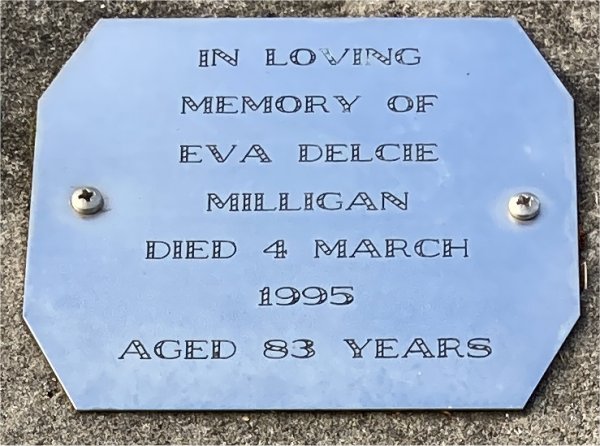 IN LOVING
MEMORY OF
EVA DELCIE
MILLIGAN
DIED 4 MARCH
1995
AGED 83 YEARS